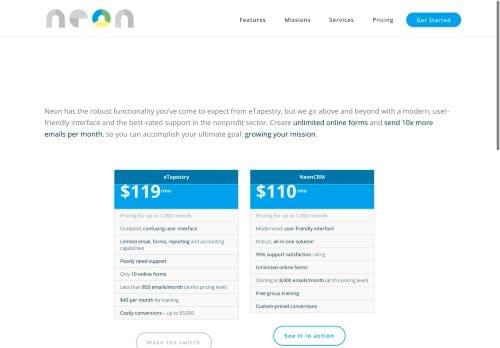 neon
Features Missions Services Pricing Get Started
Neon has the robust functionality you've come to expect from eTapestry, but we go above and beyond with a modern, user-
friendly interface and the best-rated support in the nonprofit sector. Create unlimited online forms and send 10x more
emails per month, so you can accomplish your ultimate goal: growing your mission.
eTapestry
$119/mo
Pricing for up to 1,000 records
Outdated, confusing user interface
Limited email, forms, reporting and accounting
capabilities
Poorly rated support
Only 10 online forms
Less than 850 emails/month (at this pricing level)
$49 per month for training
Costly conversions – up to $5,000
Make the switch
NeonCRM
$110/mo
Pricing for up to 1,000 records
Modernized, user-friendly interface
Robust, all-in-one solution
95% support satisfaction rating
Unlimited online forms
Starting at 8,000 emails/month (at this pricing level)
Free group training
Custom-priced conversions
See it in action